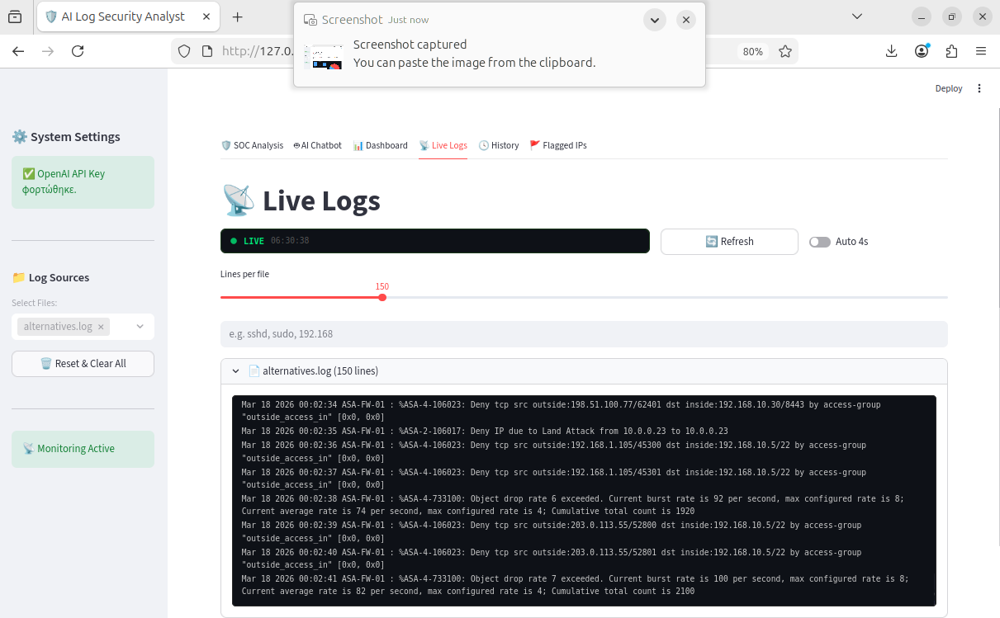 AI Log Security Analyst
Screenshot Just now
Screenshot captured
You can paste the image from the clipboard.
http://127.0.
80%
Deploy
System Settings
OpenAI API Key
φορτώθηκε.
Log Sources
Select Files:
alternatives.log
Reset & Clear All
Monitoring Active
SOC Analysis
AI Chatbot
Dashboard
Live Logs
History
Flagged IPs
Live Logs
LIVE 06:30:38
Refresh
Auto 4s
Lines per file
150
e.g. sshd, sudo, 192.168
alternatives.log (150 lines)
Mar 18 2026 00:02:34 ASA-FW-01 : %ASA-4-106023: Deny tcp src outside:198.51.100.77/62401 dst inside:192.168.10.30/8443 by access-group
"outside_access_in" [0x0, 0x0]
Mar 18 2026 00:02:35 ASA-FW-01 : %ASA-2-106017: Deny IP due to Land Attack from 10.0.0.23 to 10.0.0.23
Mar 18 2026 00:02:36 ASA-FW-01 : %ASA-4-106023: Deny tcp src outside:192.168.1.105/45300 dst inside:192.168.10.5/22 by access-group
"outside_access_in" [0x0, 0x0]
Mar 18 2026 00:02:37 ASA-FW-01 : %ASA-4-106023: Deny tcp src outside:192.168.1.105/45301 dst inside:192.168.10.5/22 by access-group
"outside_access_in" [0x0, 0x0]
Mar 18 2026 00:02:38 ASA-FW-01 : %ASA-4-733100: Object drop rate 6 exceeded. Current burst rate is 92 per second, max configured rate is 8;
Current average rate is 74 per second, max configured rate is 4; Cumulative total count is 1920
Mar 18 2026 00:02:39 ASA-FW-01 : %ASA-4-106023: Deny tcp src outside:203.0.113.55/52800 dst inside:192.168.10.5/22 by access-group
"outside_access_in" [0x0, 0x0]
Mar 18 2026 00:02:40 ASA-FW-01 : %ASA-4-106023: Deny tcp src outside:203.0.113.55/52801 dst inside:192.168.10.5/22 by access-group
"outside_access_in" [0x0, 0x0]
Mar 18 2026 00:02:41 ASA-FW-01 : %ASA-4-733100: Object drop rate 7 exceeded. Current burst rate is 100 per second, max configured rate is 8;
Current average rate is 82 per second, max configured rate is 4; Cumulative total count is 2100